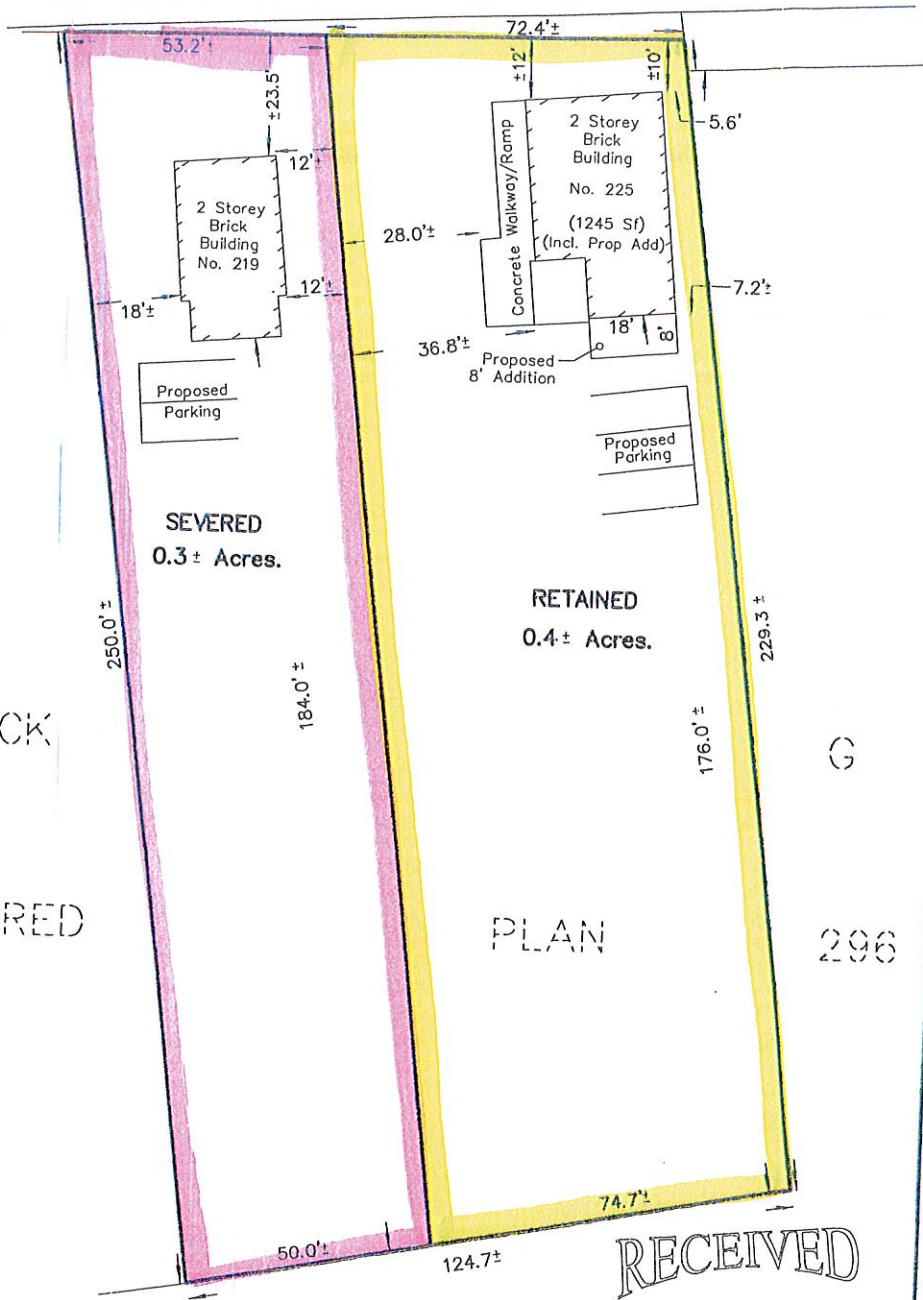 72.4'±
53.2'±
±23.5'
±12'
±10'
5.6'
12'±
2 Storey
Brick
Building
No. 219
Concrete Walkway/Ramp
2 Storey
Brick
Building
No. 225
(1245 Sf)
(Incl. Prop Add)
28.0'±
12'±
18'±
7.2'±
36.8'±
18'
8'
Proposed
8' Addition
Proposed
Parking
Proposed
Parking
SEVERED
0.3± Acres.
RETAINED
0.4± Acres.
250.0'±
184.0'±
229.3±
176.0'±
CK
G
RED
PLAN
296
74.7'±
50.0'±
124.7±
RECEIVED